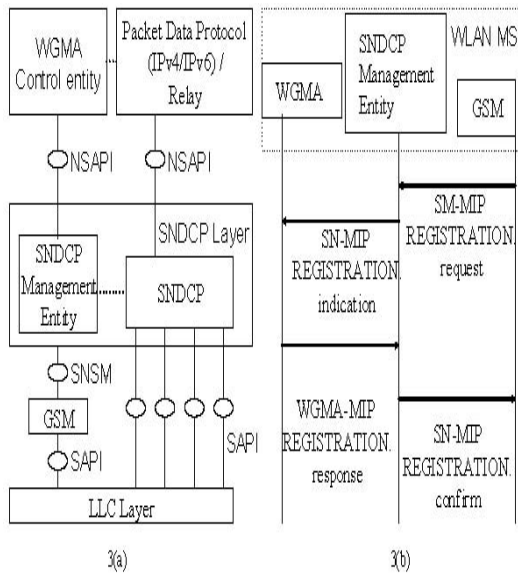 WGMA
Control entity
Packet Data Protocol
(IPv4/IPv6) /
Relay
NSAPI
NSAPI
SNDCP Layer
SNDCP
Management
Entity
SNDCP
SNSM
GSM
SAPI
SAPI
LLC Layer
3(a)
WLAN MS
WGMA
SNDCP
Management
Entity
GSM
SM-MIP
REGISTRATION.
request
SN-MIP
REGISTRATION.
indication
WGMA-MIP
REGISTRATION.
response
SN-MIP
REGISTRATION.
confirm
3(b)